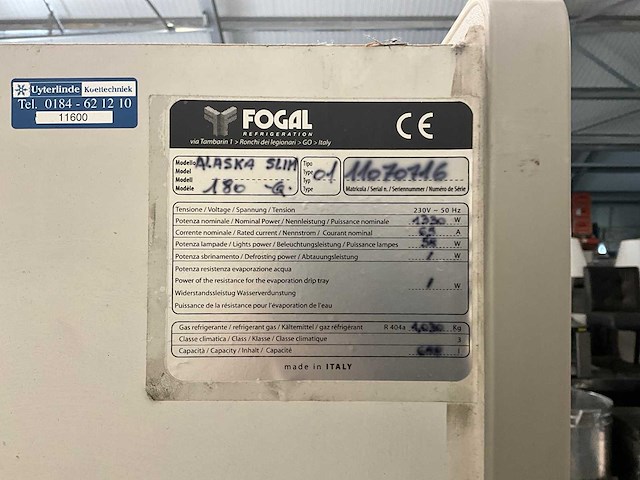 Uyterlinde Koeltechniek
Tel. 0184 - 62 12 10
11600
FOGAL
REFRIGERATION
via Tambarin 1 > Ronchi dei legionari > GO > Italy
CE
Modello ALASKA SLIM
Model
Modell 180
Modèle
Tipo
Type 01
Typ
Type
11070716
Matricola / Serial n. / Seriennummer / Numéro de Série
Tensione / Voltage / Spannung / Tension 230V ~ 50 Hz
Potenza nominale / Nominal Power / Nennleistung / Puissance nominale 1330 W
Corrente nominale / Rated current / Nennstrom / Courant nominal A
Potenza lampade / Lights power / Beleuchtungsleistung / Puissance lampes 58 W
Potenza sbrinamento / Defrosting power / Abtauungsleistung / W
Potenza resistenza evaporazione acqua
Power of the resistance for the evaporation drip tray / W
Widerstandsleistug Wasserverdunstung
Puissance de la résistance pour l'évaporation de l'eau
Gas refrigerante / refrigerant gas / Kältemittel / gaz réfrigérant R 404a 1,030 Kg
Classe climatica / Class / Klasse / Classe climatique 3
Capacità / Capacity / Inhalt / Capacité l
made in ITALY